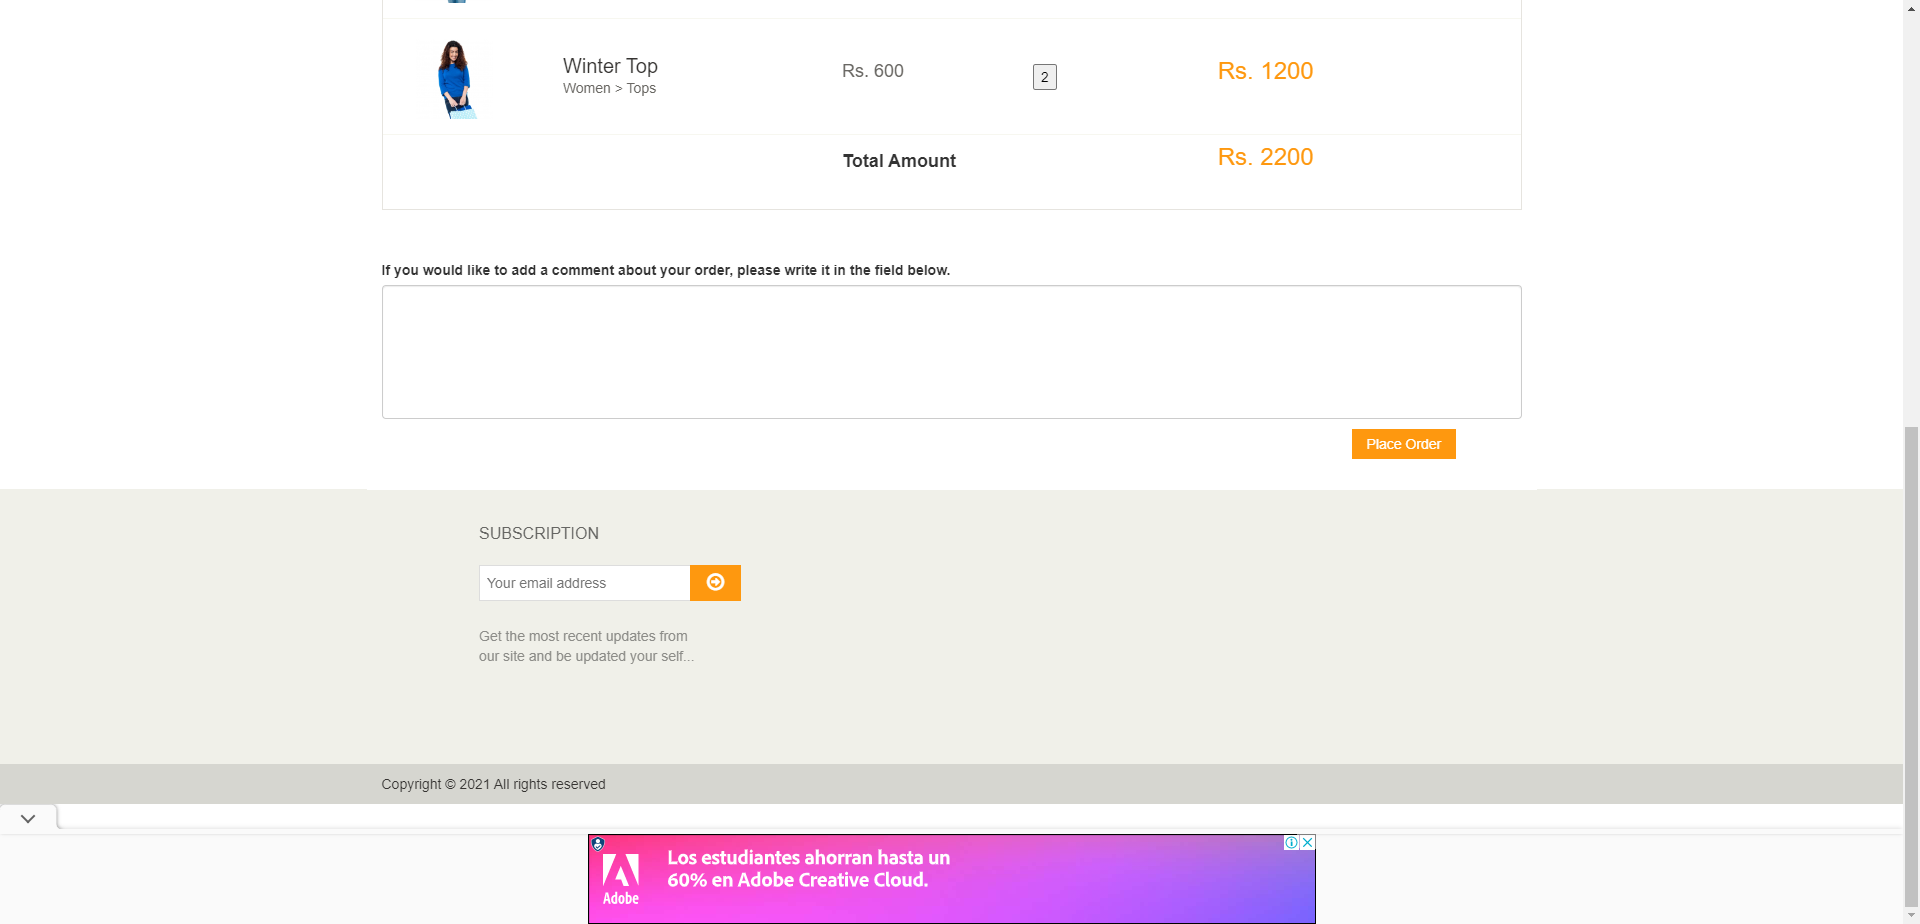 Winter Top
Women > Tops
Rs. 600
2
Rs. 1200
Total Amount
Rs. 2200
If you would like to add a comment about your order, please write it in the field below.
Place Order
SUBSCRIPTION
Your email address
Get the most recent updates from
our site and be updated your self...
Copyright © 2021 All rights reserved
Adobe
Los estudiantes ahorran hasta un
60% en Adobe Creative Cloud.